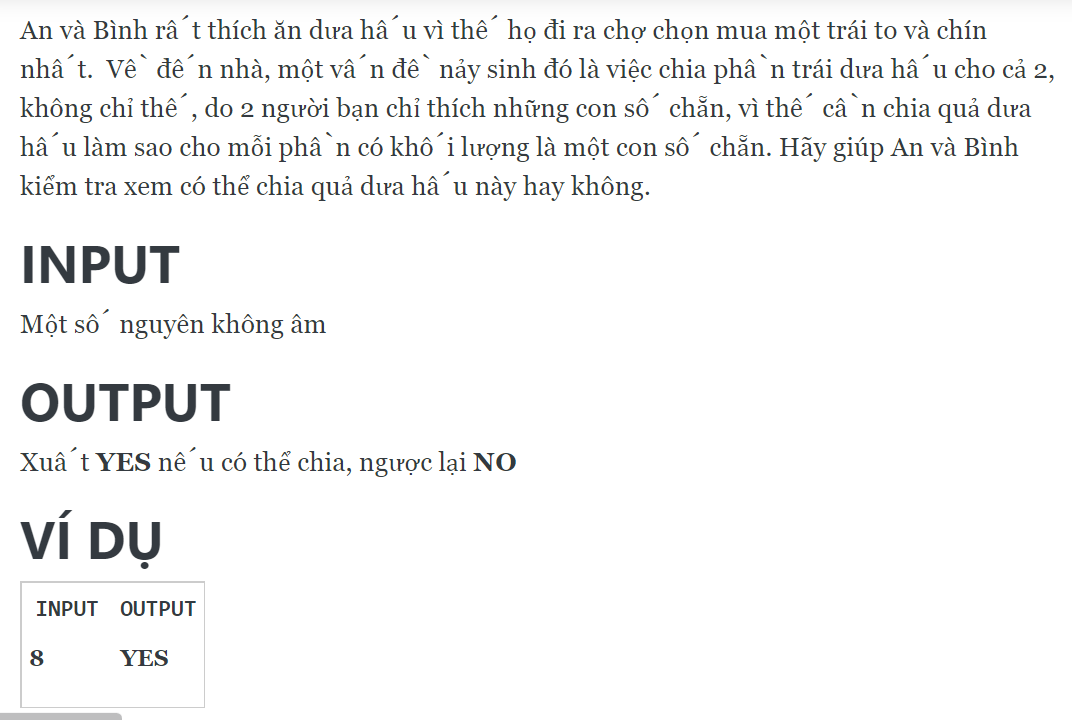 An và Bình rất thích ăn dưa hấu vì thế họ đi ra chợ chọn mua một trái to và chín
nhất. Về đến nhà, một vấn đề nảy sinh đó là việc chia phần trái dưa hấu cho cả 2,
không chỉ thế, do 2 người bạn chỉ thích những con số chẵn, vì thế cần chia quả dưa
hấu làm sao cho mỗi phần có khối lượng là một con số chẵn. Hãy giúp An và Bình
kiểm tra xem có thể chia quả dưa hấu này hay không.
INPUT
Một số nguyên không âm
OUTPUT
Xuất YES nếu có thể chia, ngược lại NO
VÍ DỤ
INPUT OUTPUT
8 YES